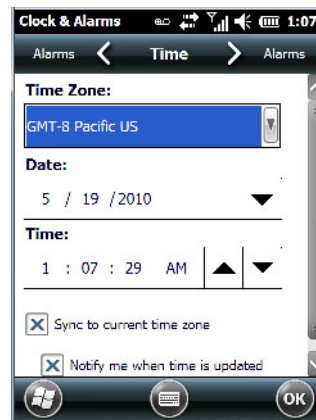 Clock & Alarms 1:07
Alarms Time Alarms
Time Zone:
GMT-8 Pacific US
Date:
5 / 19 / 2010
Time:
1 : 07 : 29 AM
Sync to current time zone
Notify me when time is updated
OK